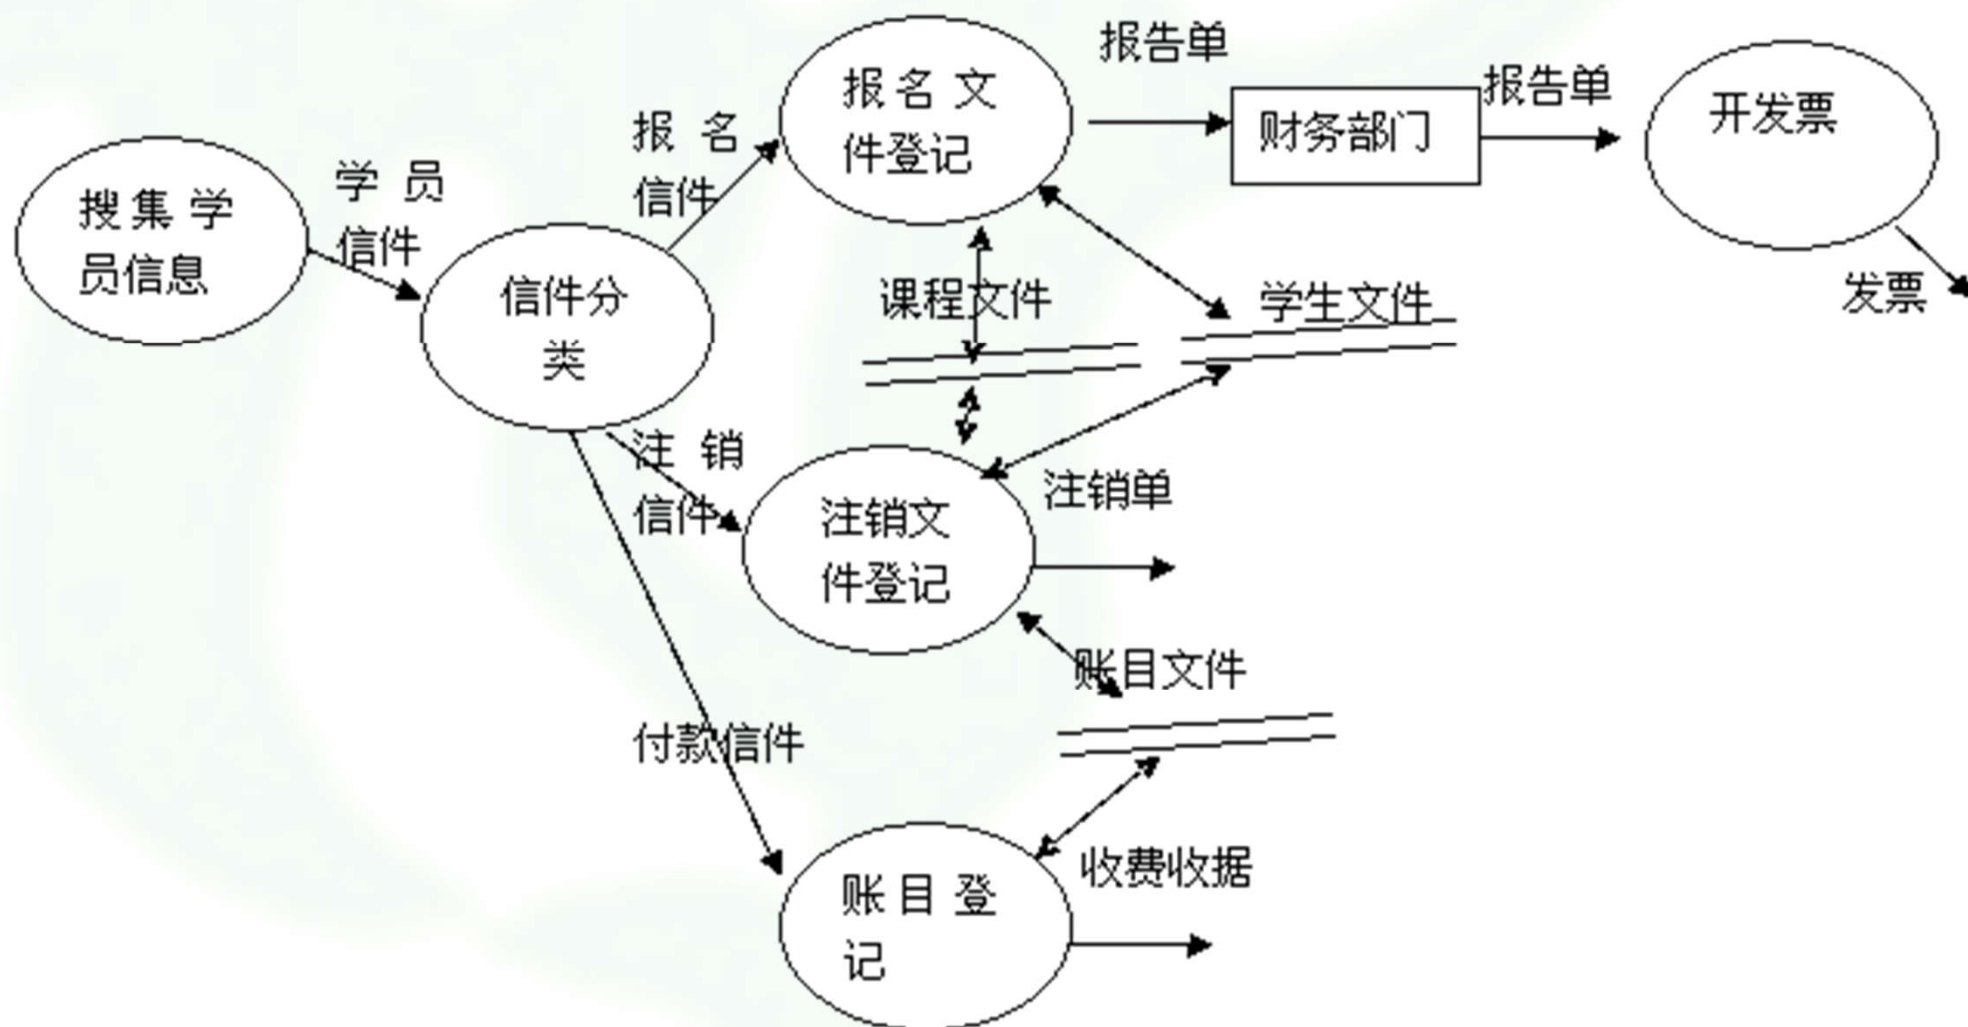 搜集学
员信息
学员
信件
信件分
类
报名
信件
报名文
件登记
报告单
财务部门
报告单
开发票
发票
课程文件
学生文件
注销
信件
注销文
件登记
注销单
账目文件
付款信件
账目登
记
收费收据